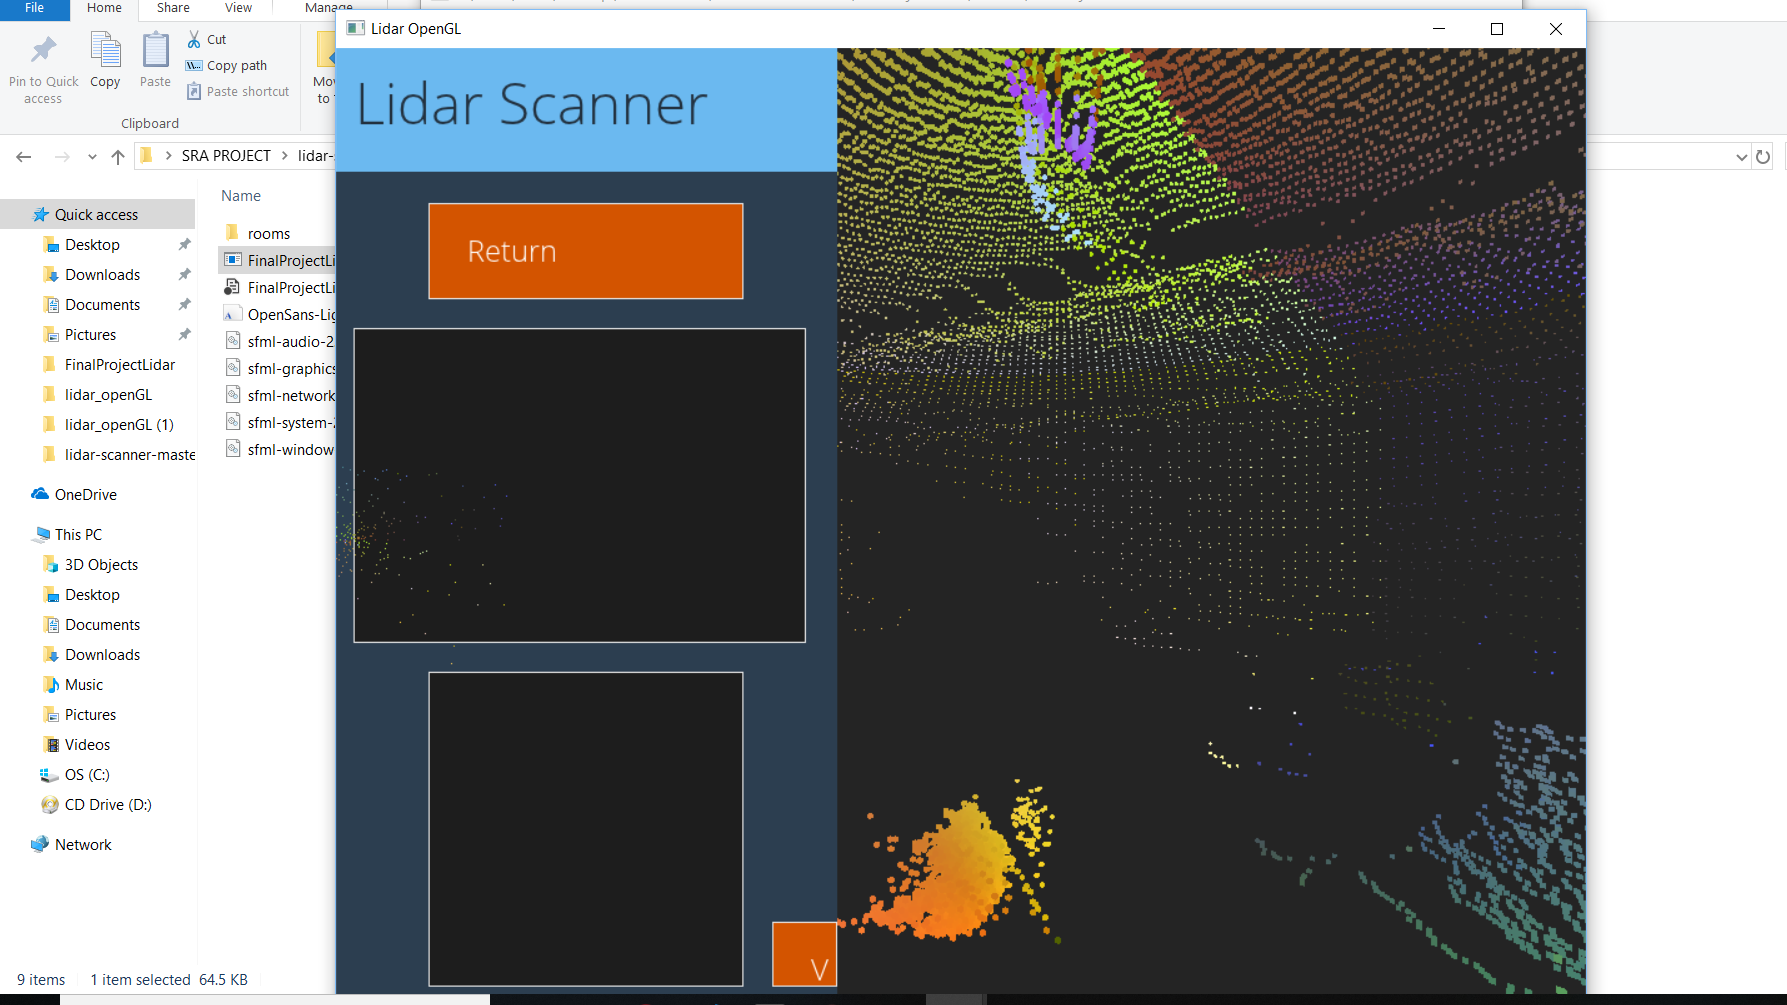 File
Home
Share
View
Manage
Lidar OpenGL
Pin to Quick
access
Copy
Paste
Cut
Copy path
Paste shortcut
Clipboard
SRA PROJECT
Name
Quick access
Desktop
Downloads
Documents
Pictures
FinalProjectLidar
lidar_openGL
lidar_openGL (1)
lidar-scanner-maste
OneDrive
This PC
3D Objects
Desktop
Documents
Downloads
Music
Pictures
Videos
OS (C:)
CD Drive (D:)
Network
rooms
FinalProjectLi
FinalProjectLi
OpenSans-Lig
sfml-audio-2
sfml-graphics
sfml-network
sfml-system-2
sfml-window
9 items
1 item selected
64.5 KB
Lidar Scanner
Return
V